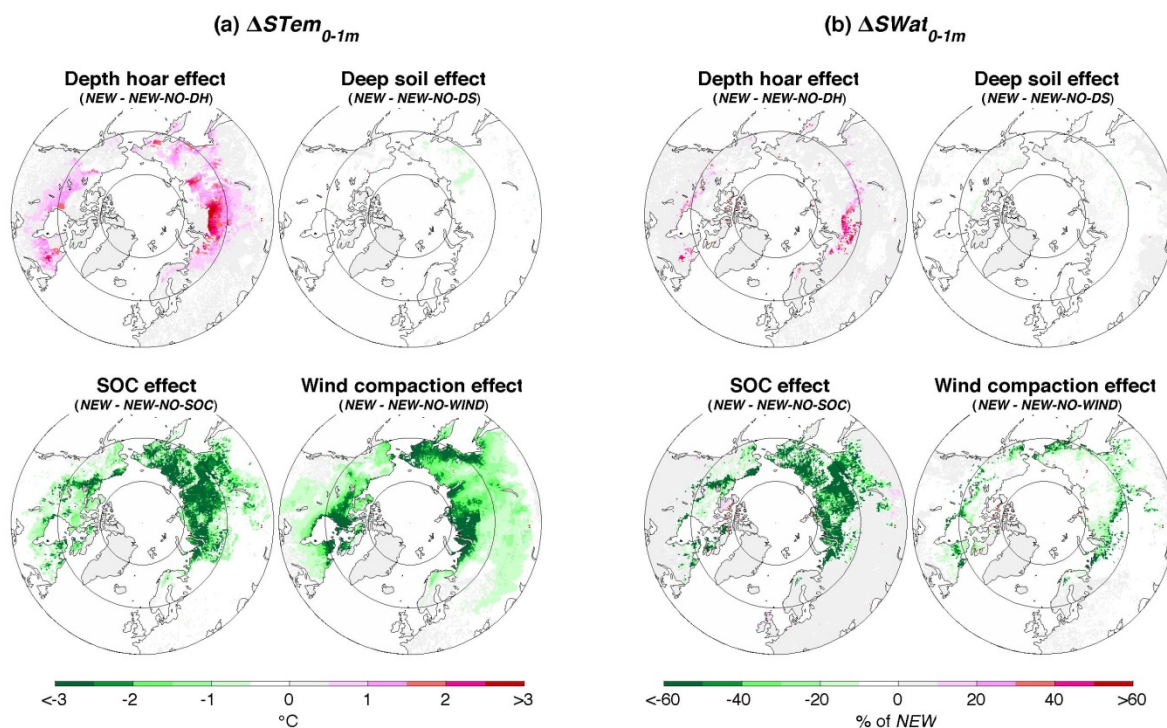 (a) ΔSTem0-1m
Depth hoar effect
(NEW - NEW-NO-DH)
Deep soil effect
(NEW - NEW-NO-DS)
SOC effect
(NEW - NEW-NO-SOC)
Wind compaction effect
(NEW - NEW-NO-WIND)
<-3 -2 -1 0 1 2 >3
°C
(b) ΔSWat0-1m
Depth hoar effect
(NEW - NEW-NO-DH)
Deep soil effect
(NEW - NEW-NO-DS)
SOC effect
(NEW - NEW-NO-SOC)
Wind compaction effect
(NEW - NEW-NO-WIND)
<-60 -40 -20 0 20 40 >60
% of NEW